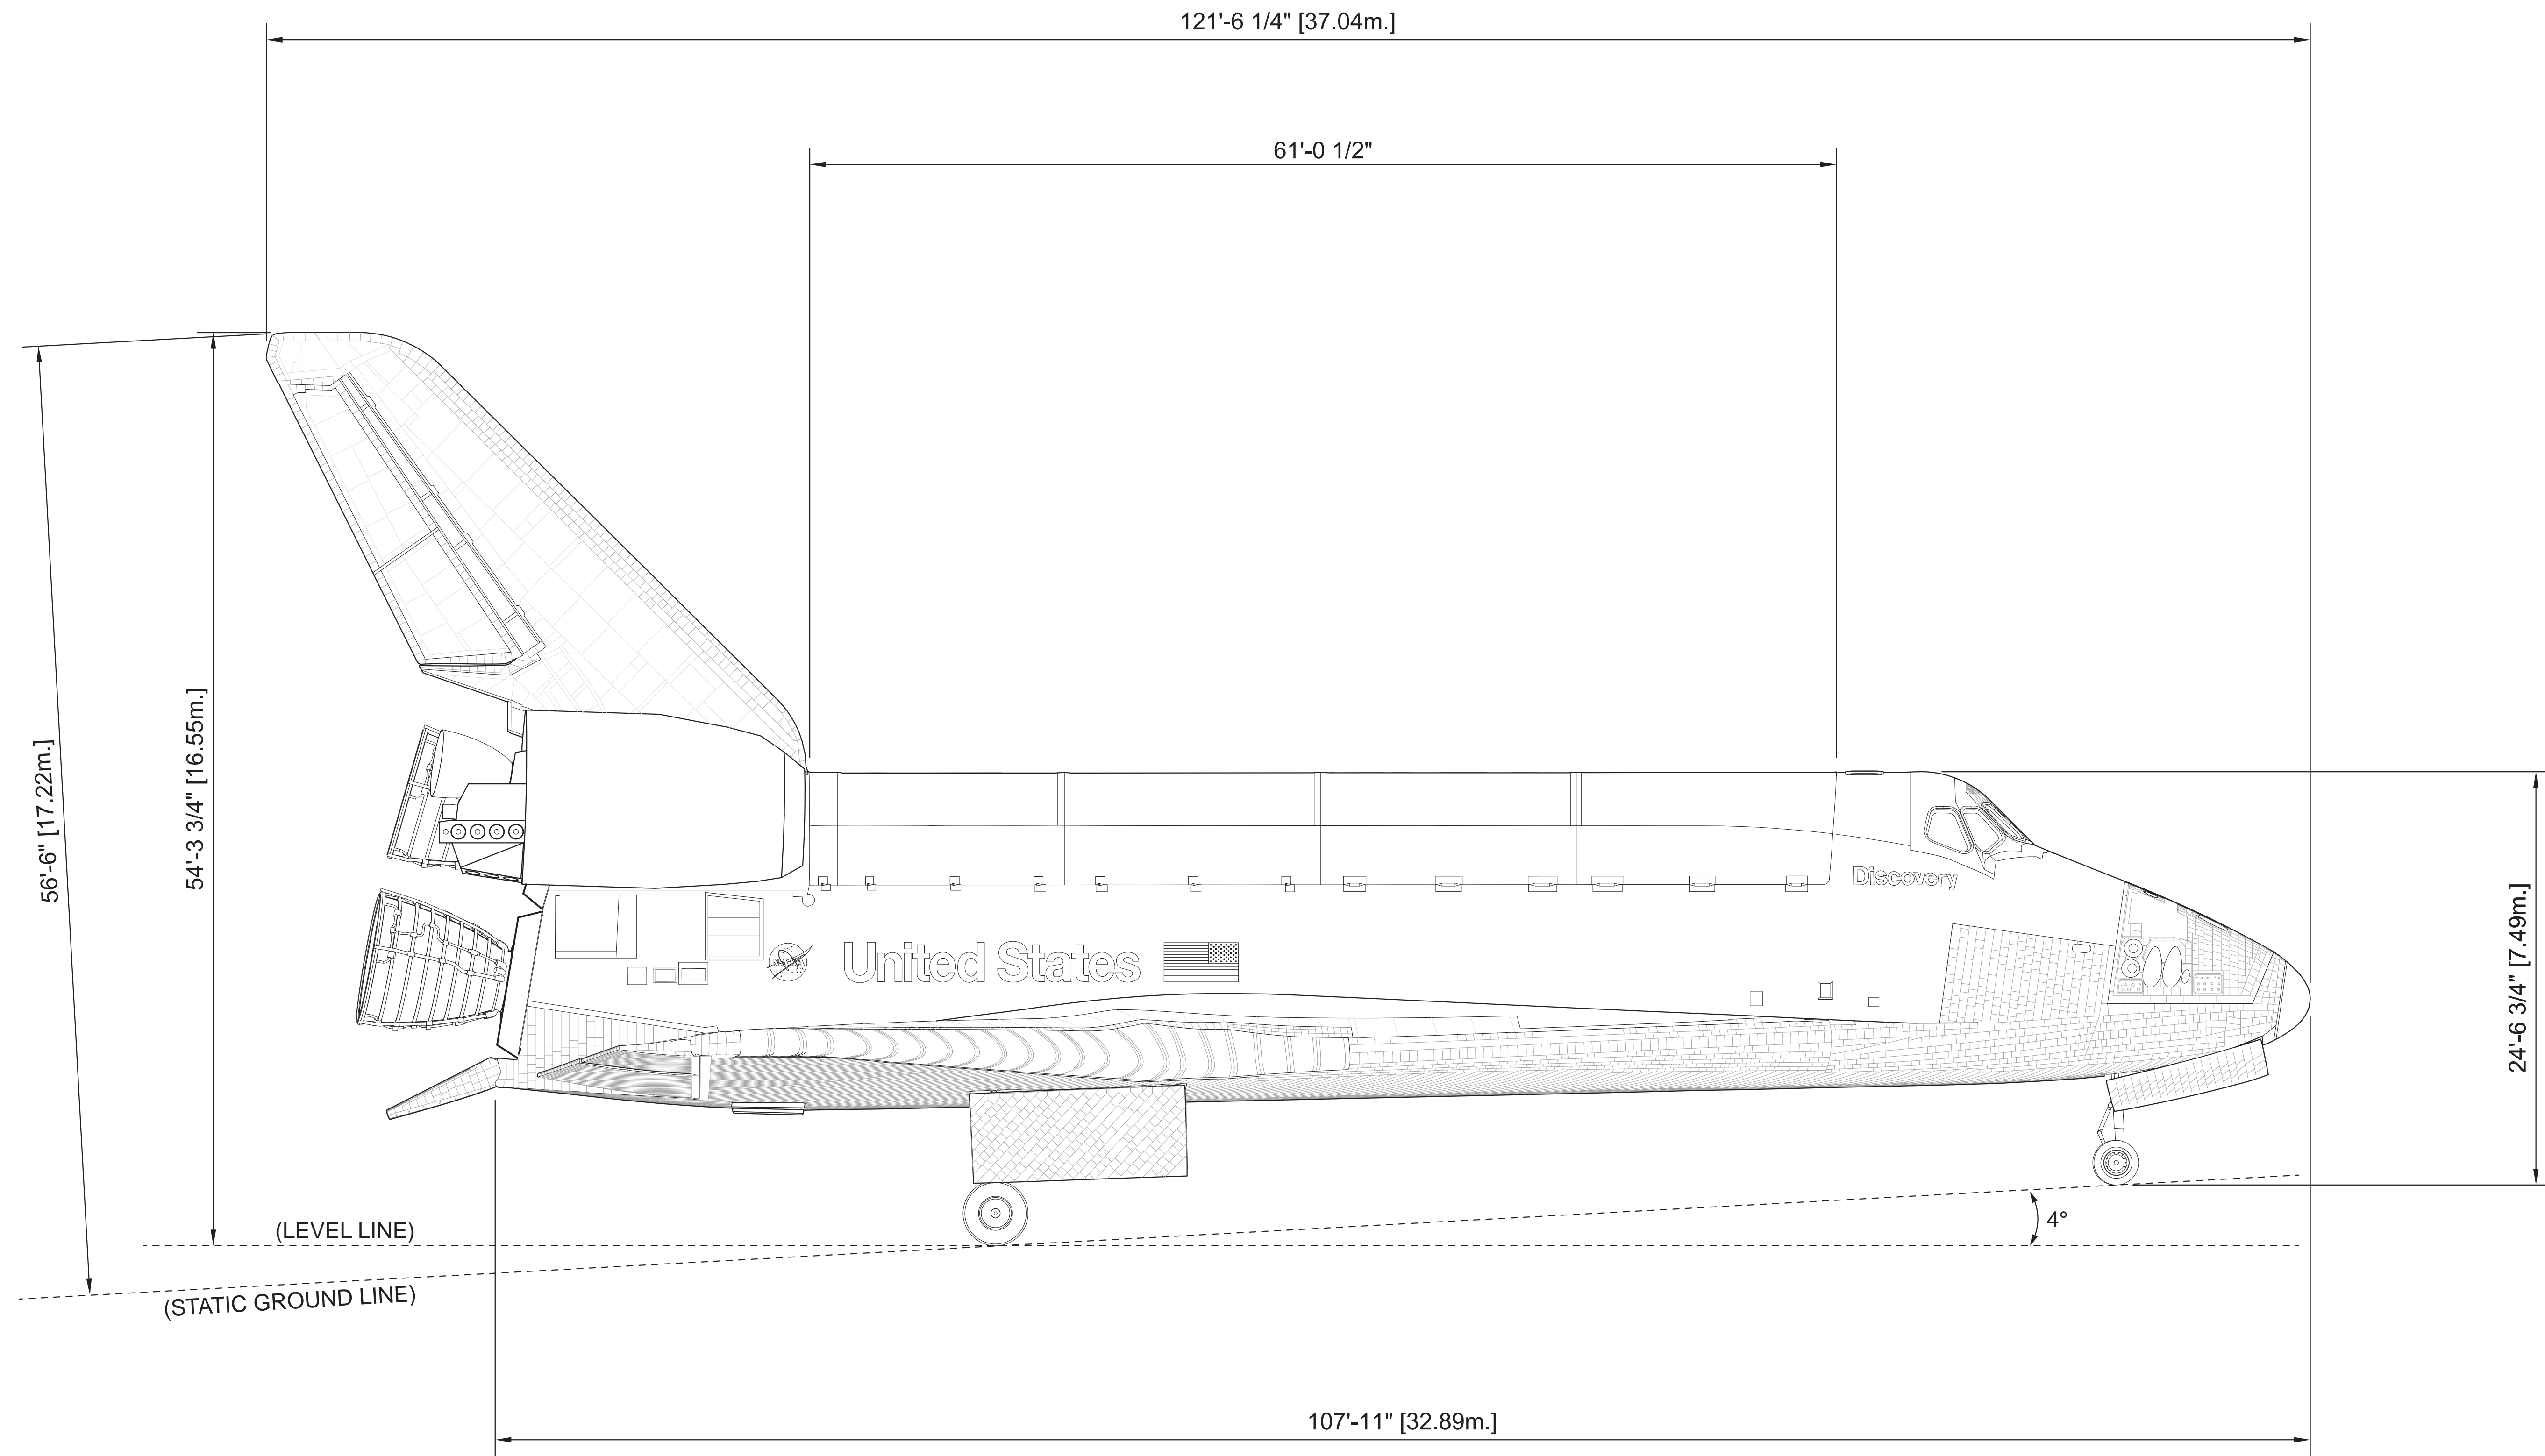 121'-6 1/4" [37.04m.]
61'-0 1/2"
56'-6" [17.22m.]
54'-3 3/4" [16.55m.]
Discovery
NASA
United States
24'-6 3/4" [7.49m.]
(LEVEL LINE)
4°
(STATIC GROUND LINE)
107'-11" [32.89m.]